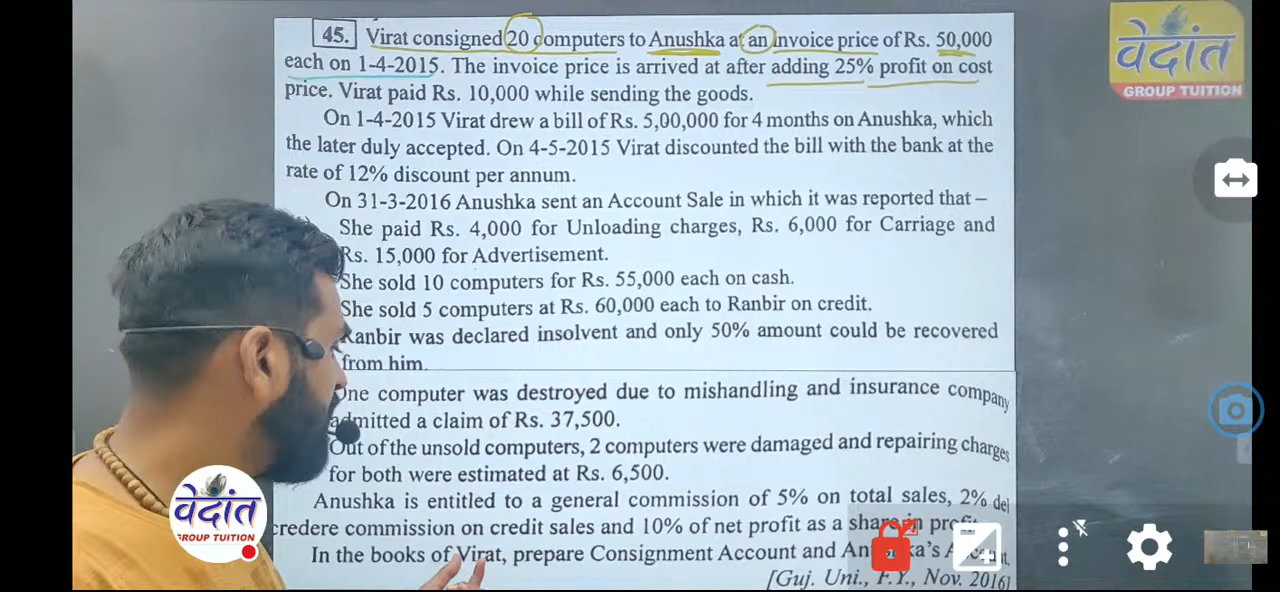 वेदांत
GROUP TUITION
45. Virat consigned 20 computers to Anushka at an invoice price of Rs. 50,000
each on 1-4-2015. The invoice price is arrived at after adding 25% profit on cost
price. Virat paid Rs. 10,000 while sending the goods.
On 1-4-2015 Virat drew a bill of Rs. 5,00,000 for 4 months on Anushka, which
the later duly accepted. On 4-5-2015 Virat discounted the bill with the bank at the
rate of 12% discount per annum.
On 31-3-2016 Anushka sent an Account Sale in which it was reported that –
She paid Rs. 4,000 for Unloading charges, Rs. 6,000 for Carriage and
Rs. 15,000 for Advertisement.
She sold 10 computers for Rs. 55,000 each on cash.
She sold 5 computers at Rs. 60,000 each to Ranbir on credit.
Ranbir was declared insolvent and only 50% amount could be recovered
from him.
One computer was destroyed due to mishandling and insurance company
admitted a claim of Rs. 37,500.
Out of the unsold computers, 2 computers were damaged and repairing charges
for both were estimated at Rs. 6,500.
Anushka is entitled to a general commission of 5% on total sales, 2% del
credere commission on credit sales and 10% of net profit as a share in
In the books of Virat, prepare Consignment Account and
[Guj. Uni., F.Y., Nov. 2016]
वेदांत
GROUP TUITION